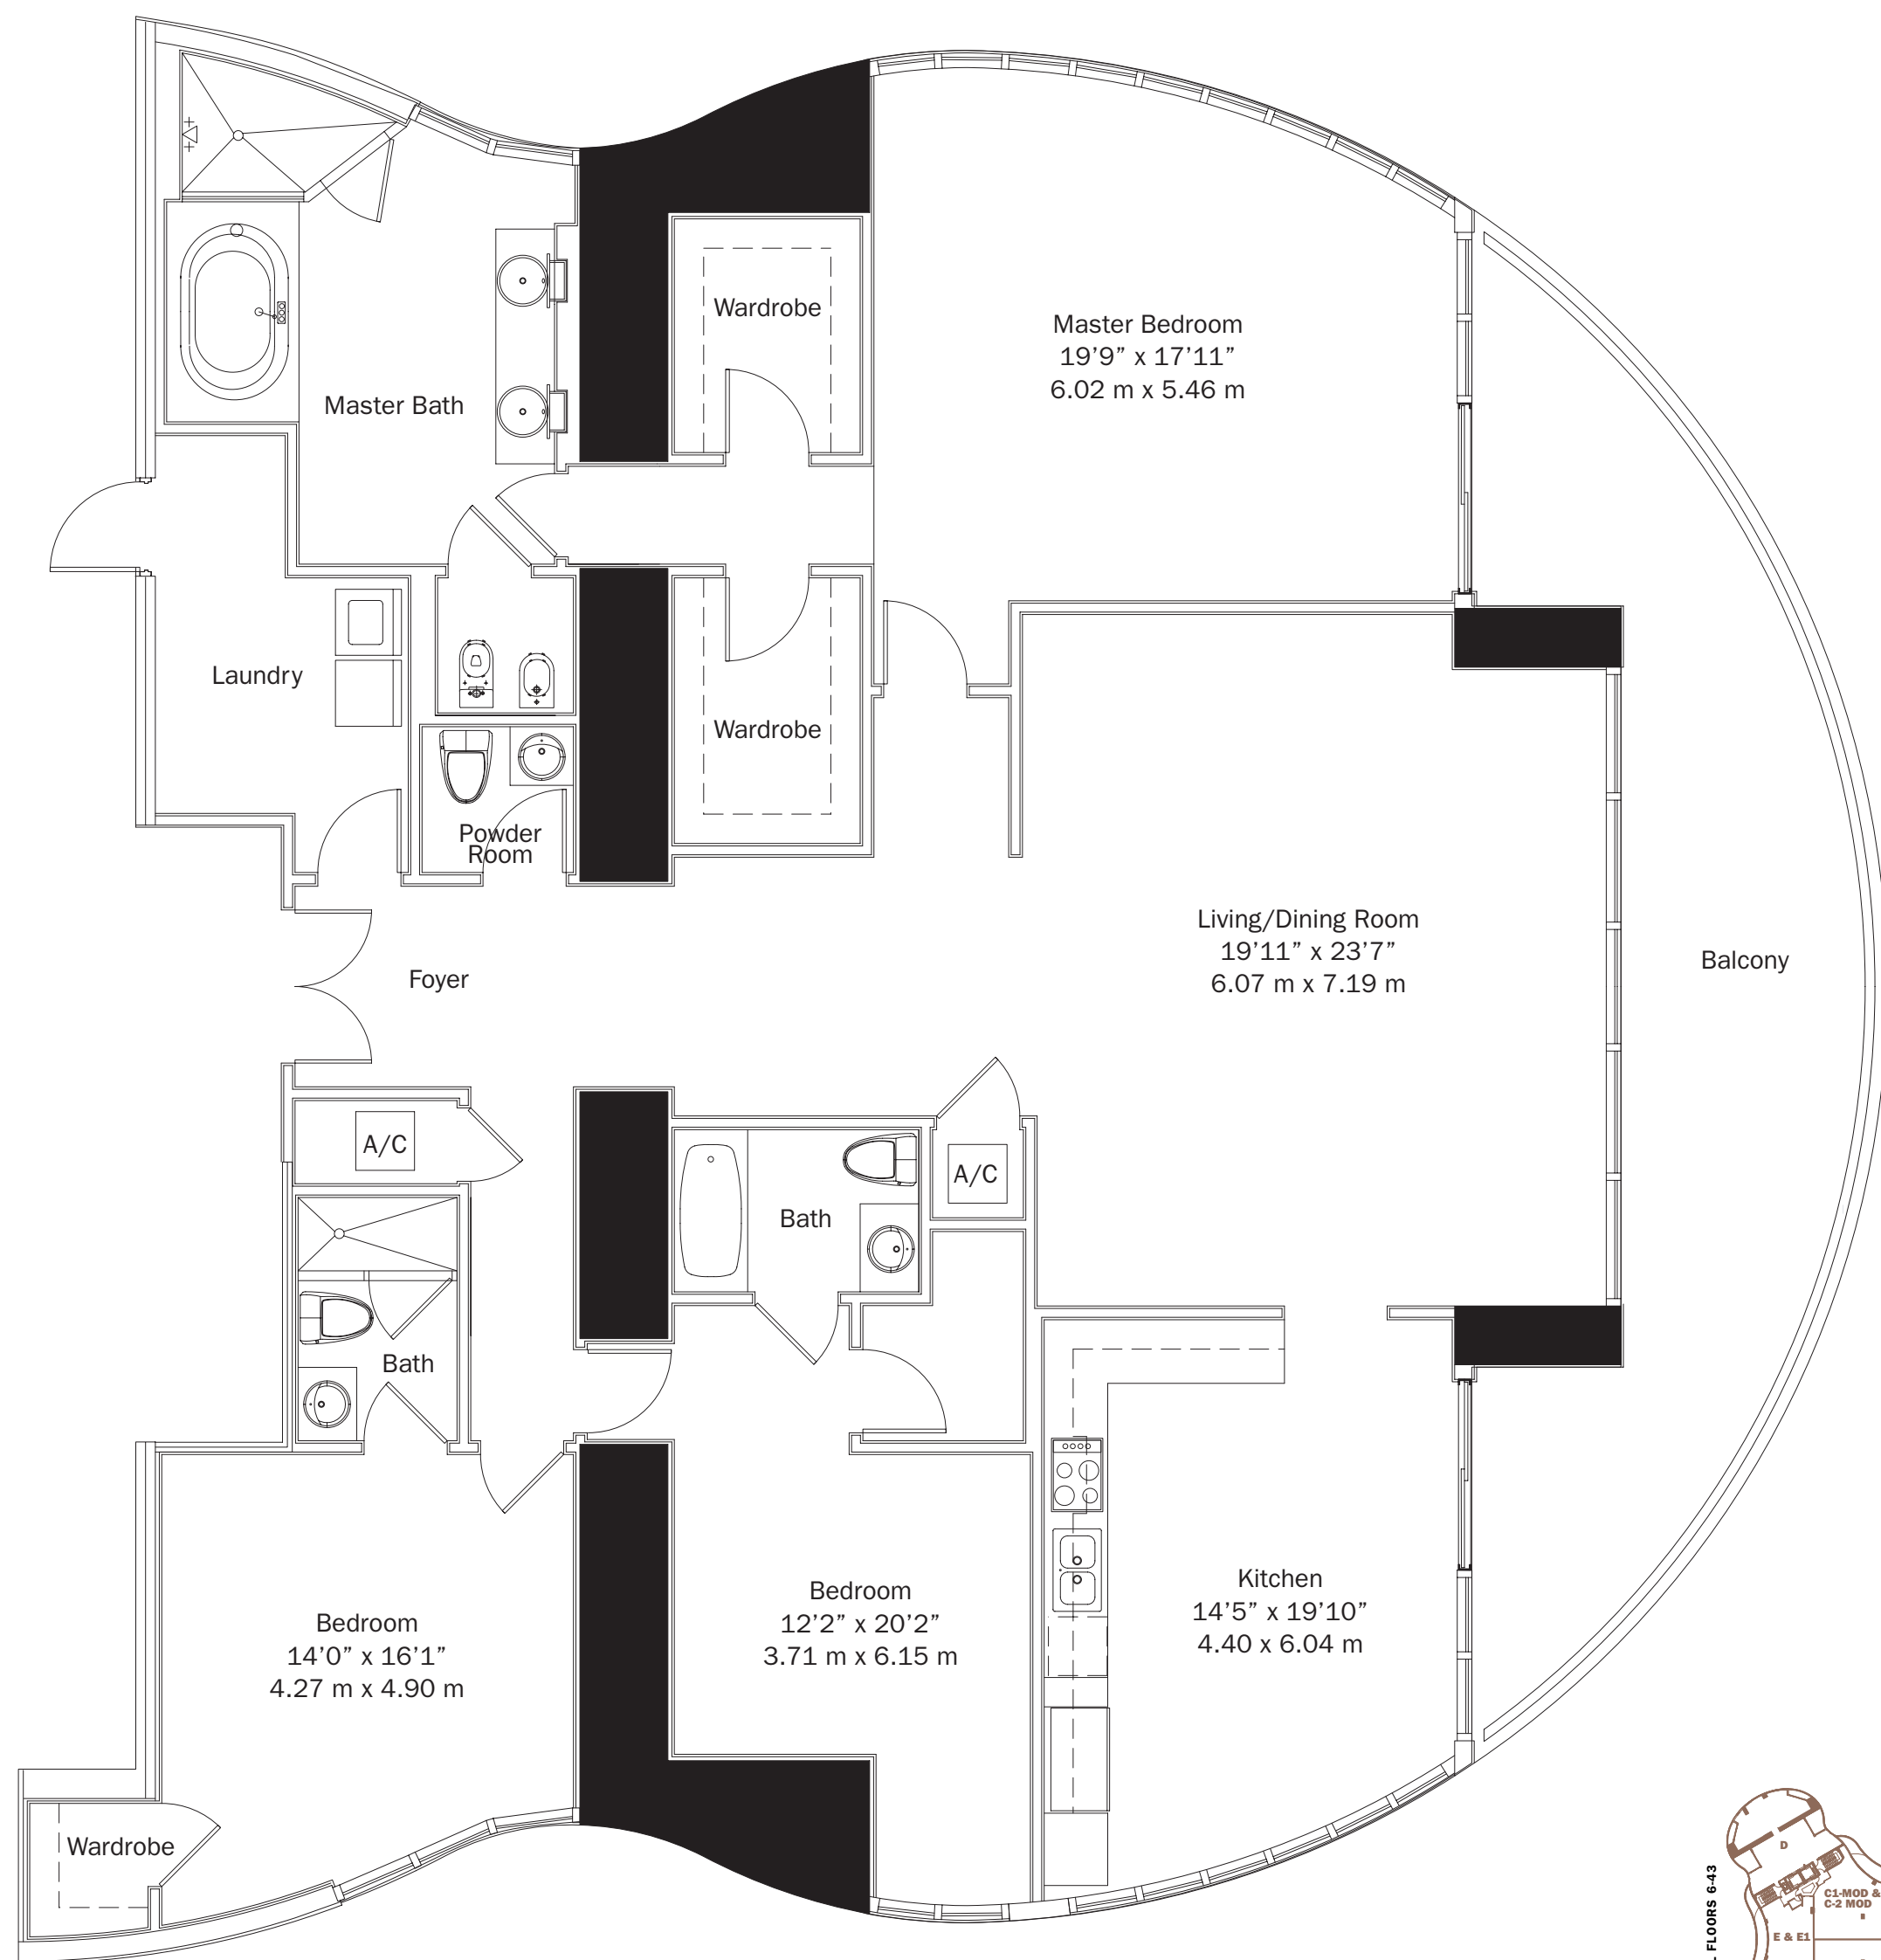 Wardrobe
Master Bedroom
19’9” x 17’11”
6.02 m x 5.46 m
Master Bath
Laundry
Wardrobe
Powder
Room
Living/Dining Room
19’11” x 23’7”
6.07 m x 7.19 m
Balcony
Foyer
A/C
A/C
Bath
Bath
Kitchen
14’5” x 19’10”
4.40 x 6.04 m
Bedroom
12’2” x 20’2”
3.71 m x 6.15 m
Bedroom
14’0” x 16’1”
4.27 m x 4.90 m
Wardrobe
D
C1-MOD &
C-2 MOD
E & E1
FLOORS 6-43